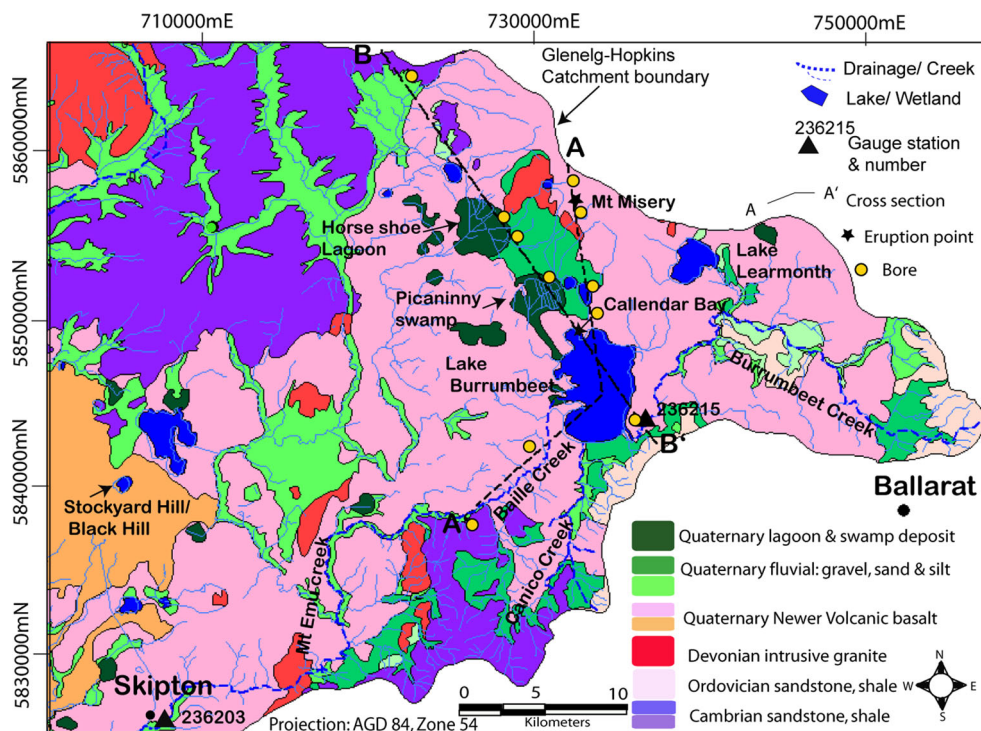 710000mE
730000mE
750000mE
5860000mN
5850000mN
5840000mN
5830000mN
B
Glenelg-Hopkins
Catchment boundary
A
Mt Misery
Horse shoe
Lagoon
Picaninny
swamp
Callendar Bay
Lake
Learmonth
Lake
Burrumbeet
Burrumbeet Creek
236215
B'
Baille Creek
A'
Canico Creek
Mt Emu creek
Stockyard Hill/
Black Hill
Skipton
236203
Ballarat
Drainage/ Creek
Lake/ Wetland
236215
Gauge station
& number
A A'
Cross section
Eruption point
Bore
Quaternary lagoon & swamp deposit
Quaternary fluvial: gravel, sand & silt
Quaternary Newer Volcanic basalt
Devonian intrusive granite
Ordovician sandstone, shale
Cambrian sandstone, shale
N
W E
S
0 5 10
Kilometers
Projection: AGD 84, Zone 54